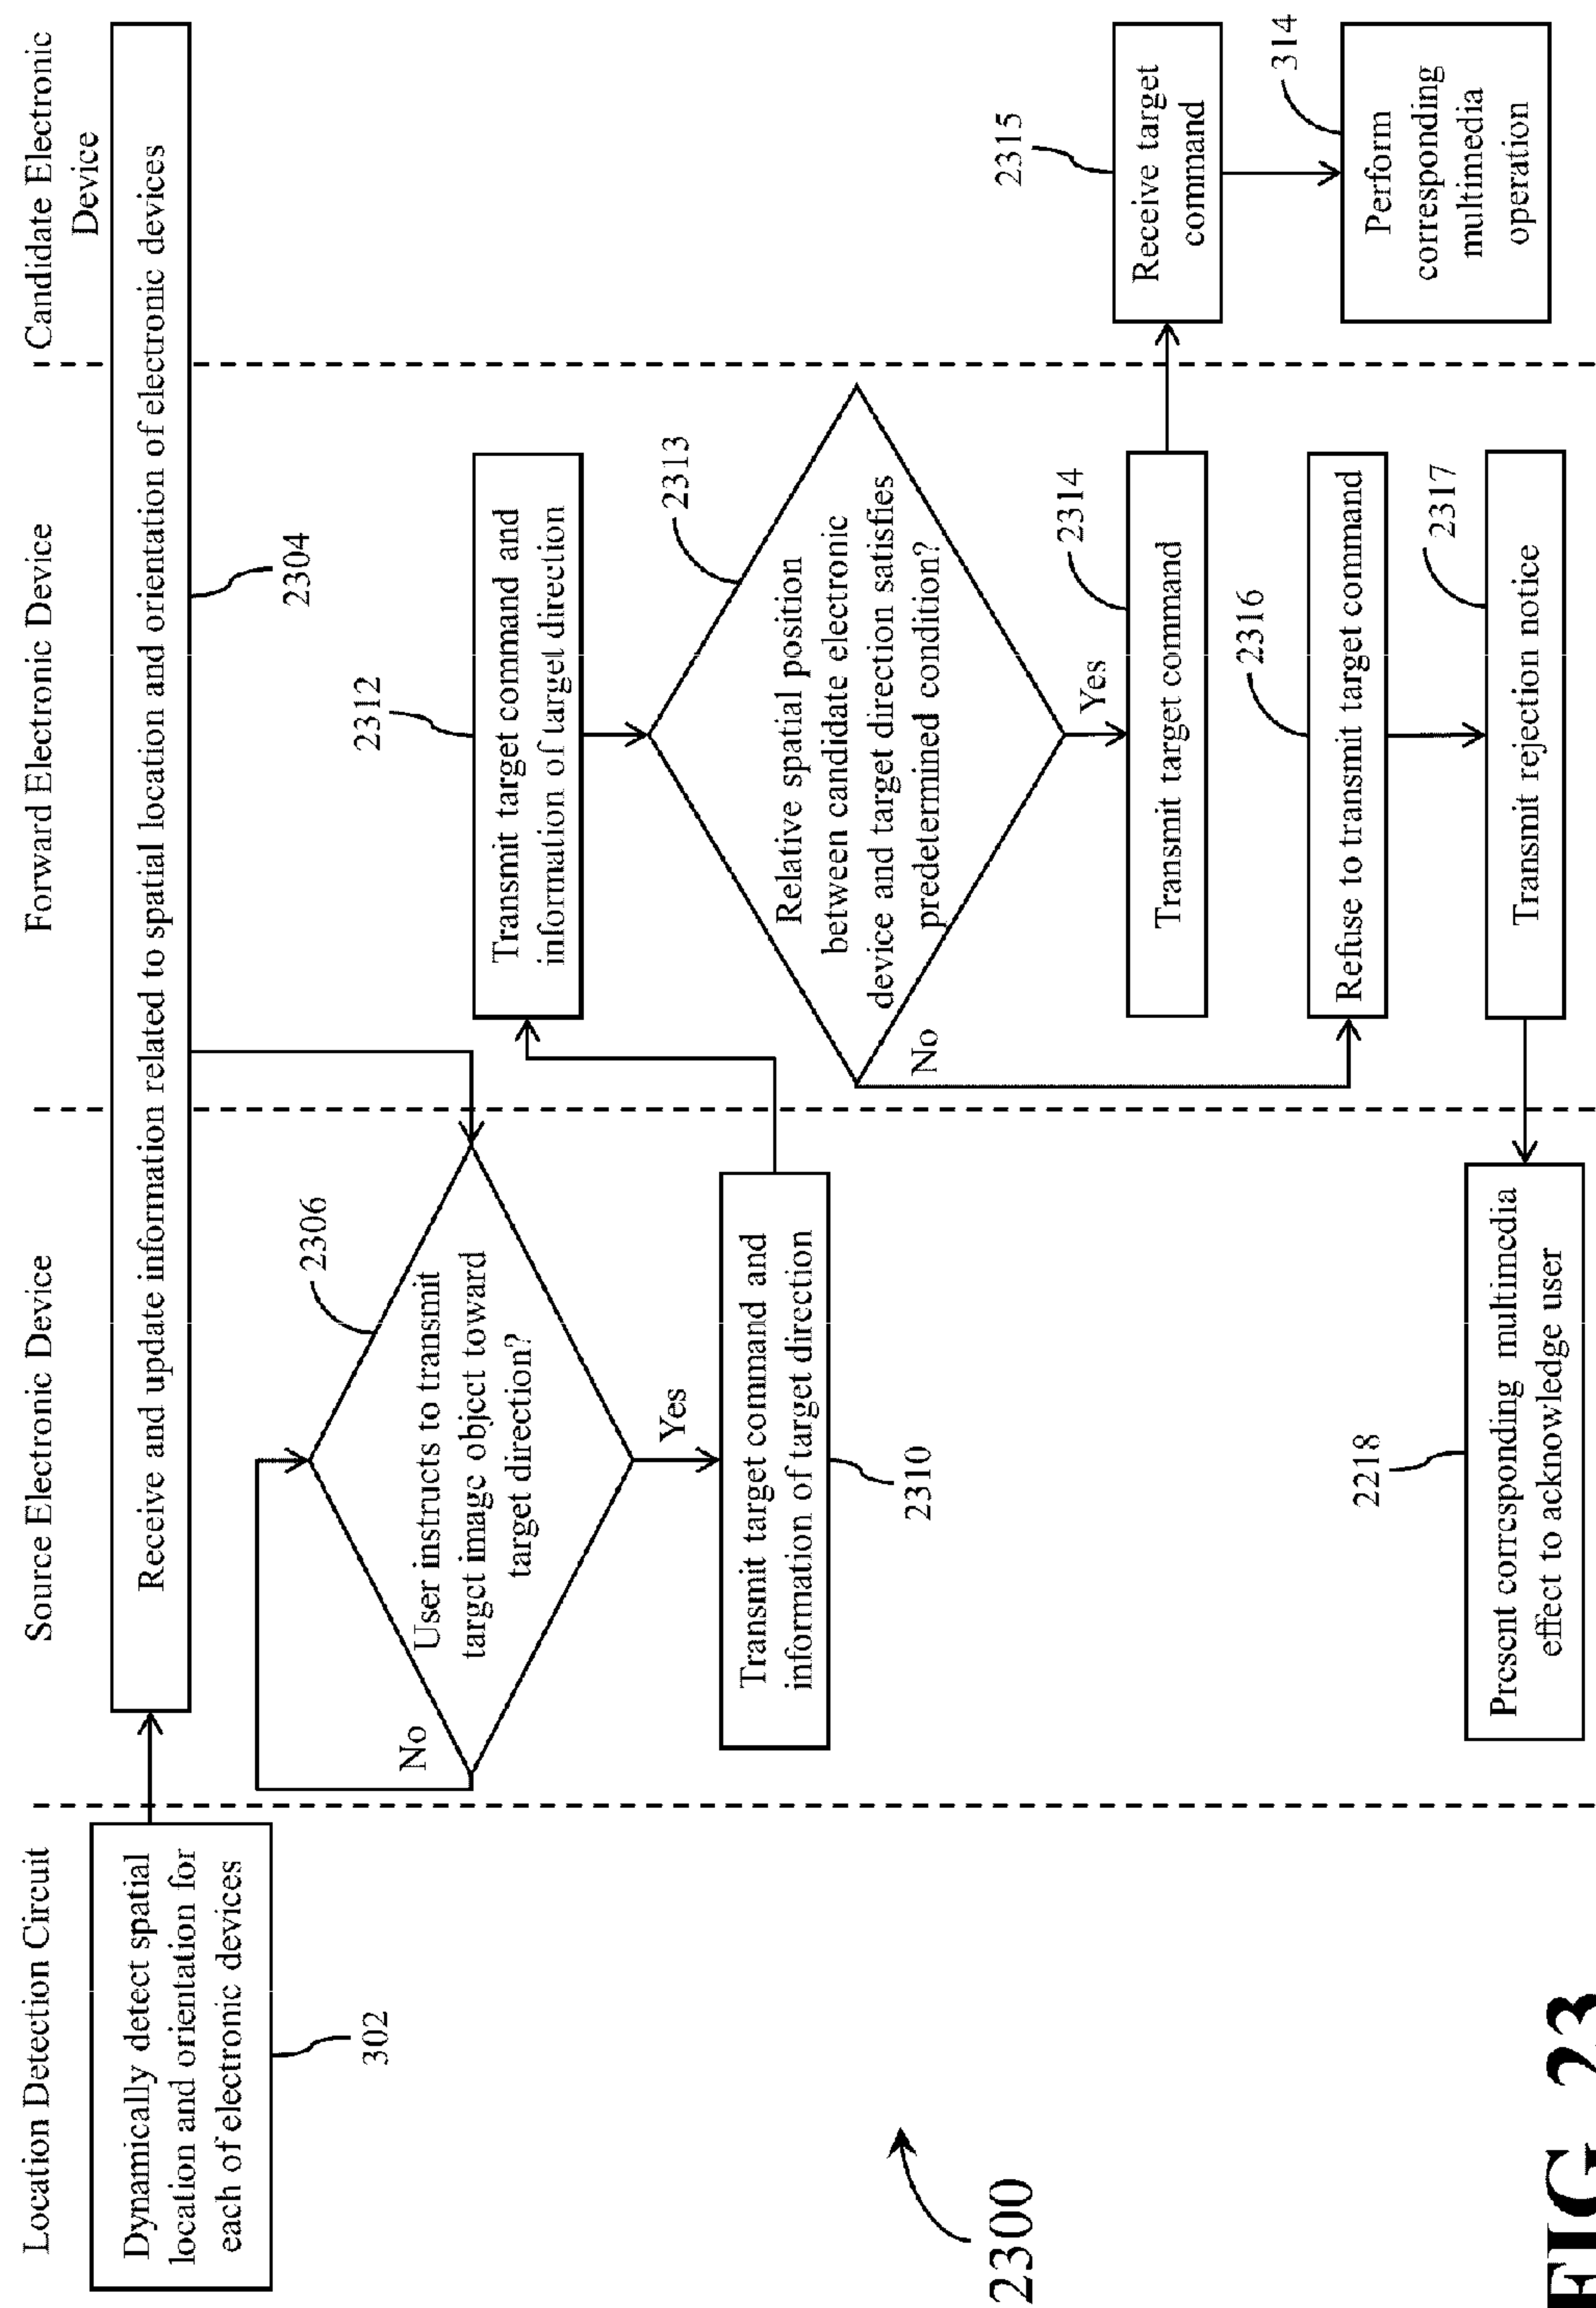 Location Detection Circuit
Source Electronic Device
Forward Electronic Device
Candidate Electronic
Device
Dynamically detect spatial
location and orientation for
each of electronic devices
302
Receive and update information related to spatial location and orientation of electronic devices
2304
2306
User instructs to transmit
target image object toward
target direction?
No
Yes
Transmit target command and
information of target direction
2310
2312
Transmit target command and
information of target direction
2313
Relative spatial position
between candidate electronic
device and target direction satisfies
predetermined condition?
No
Yes
2314
Transmit target command
2315
Receive target
command
314
Perform
corresponding
multimedia
operation
2316
Refuse to transmit target command
2317
Transmit rejection notice
2218
Present corresponding multimedia
effect to acknowledge user
2300
FIG 23